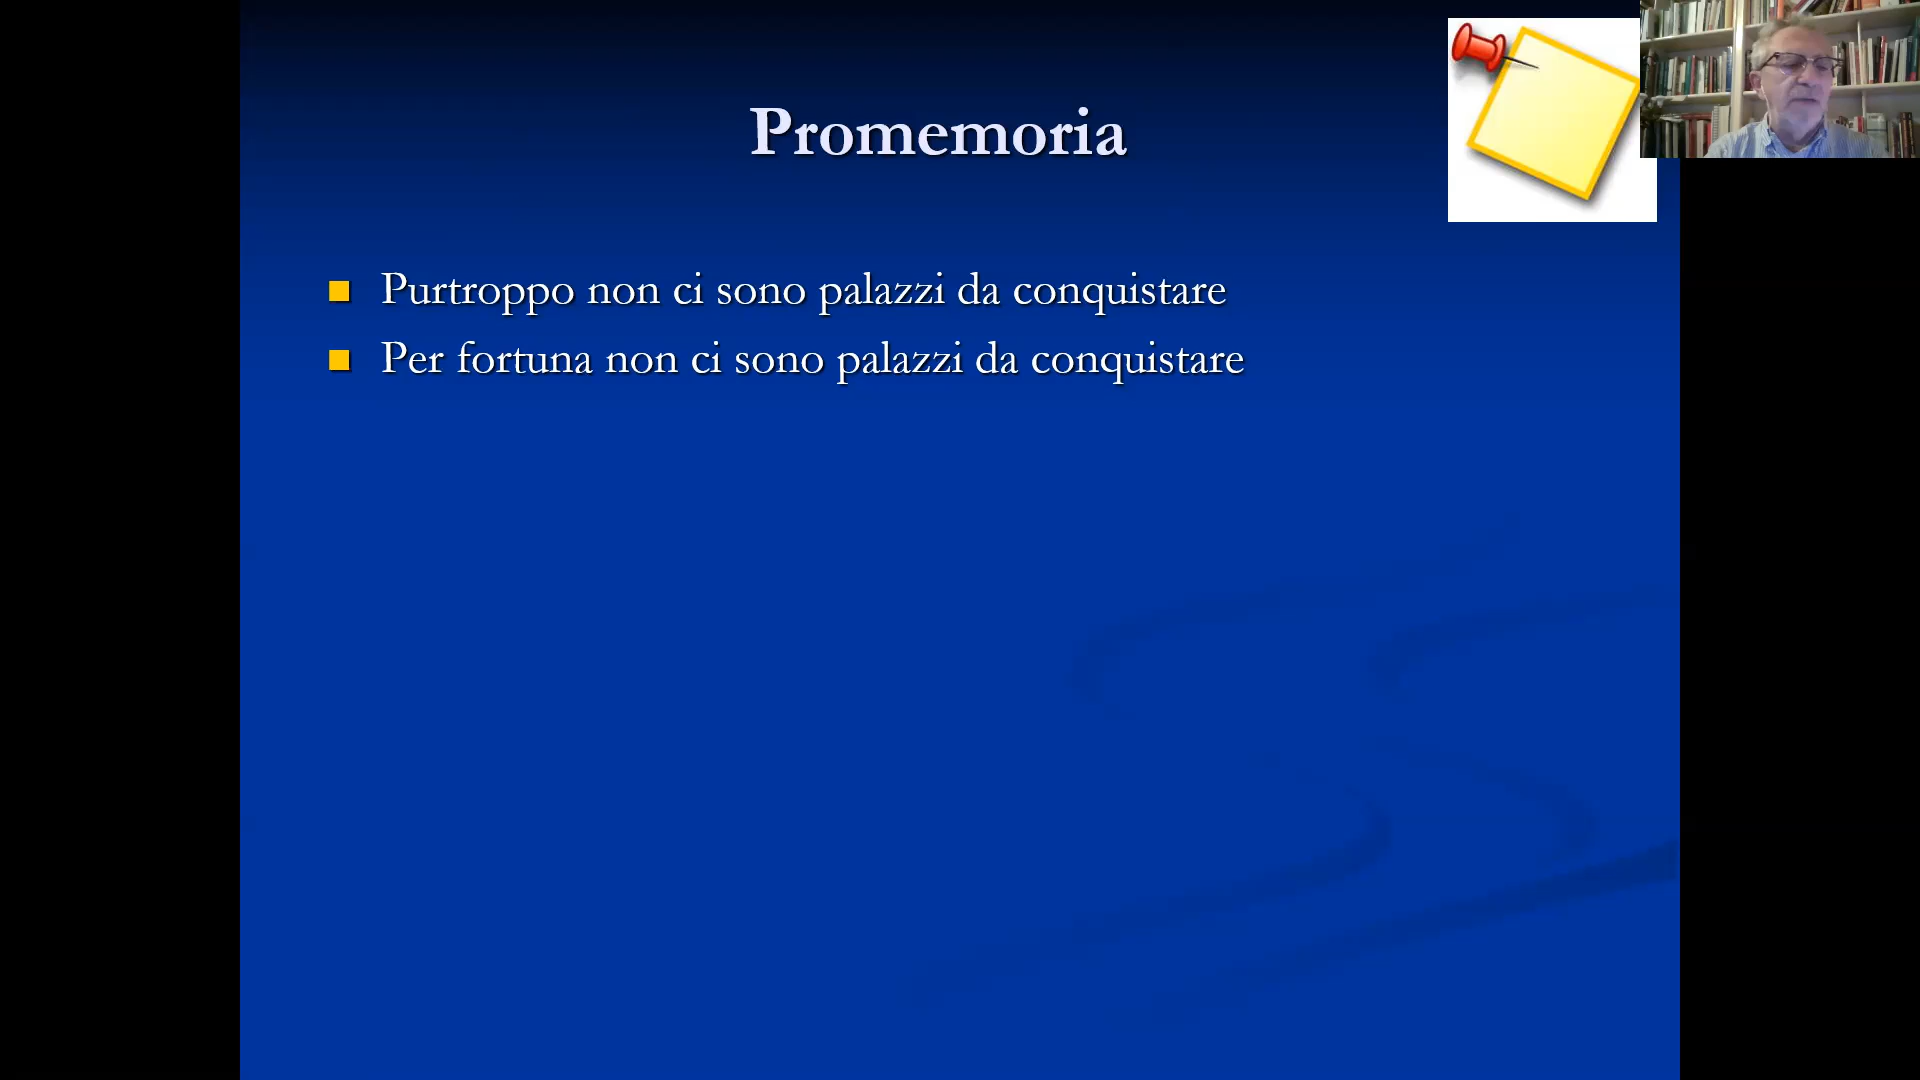 Promemoria
Purtroppo non ci sono palazzi da conquistare
Per fortuna non ci sono palazzi da conquistare